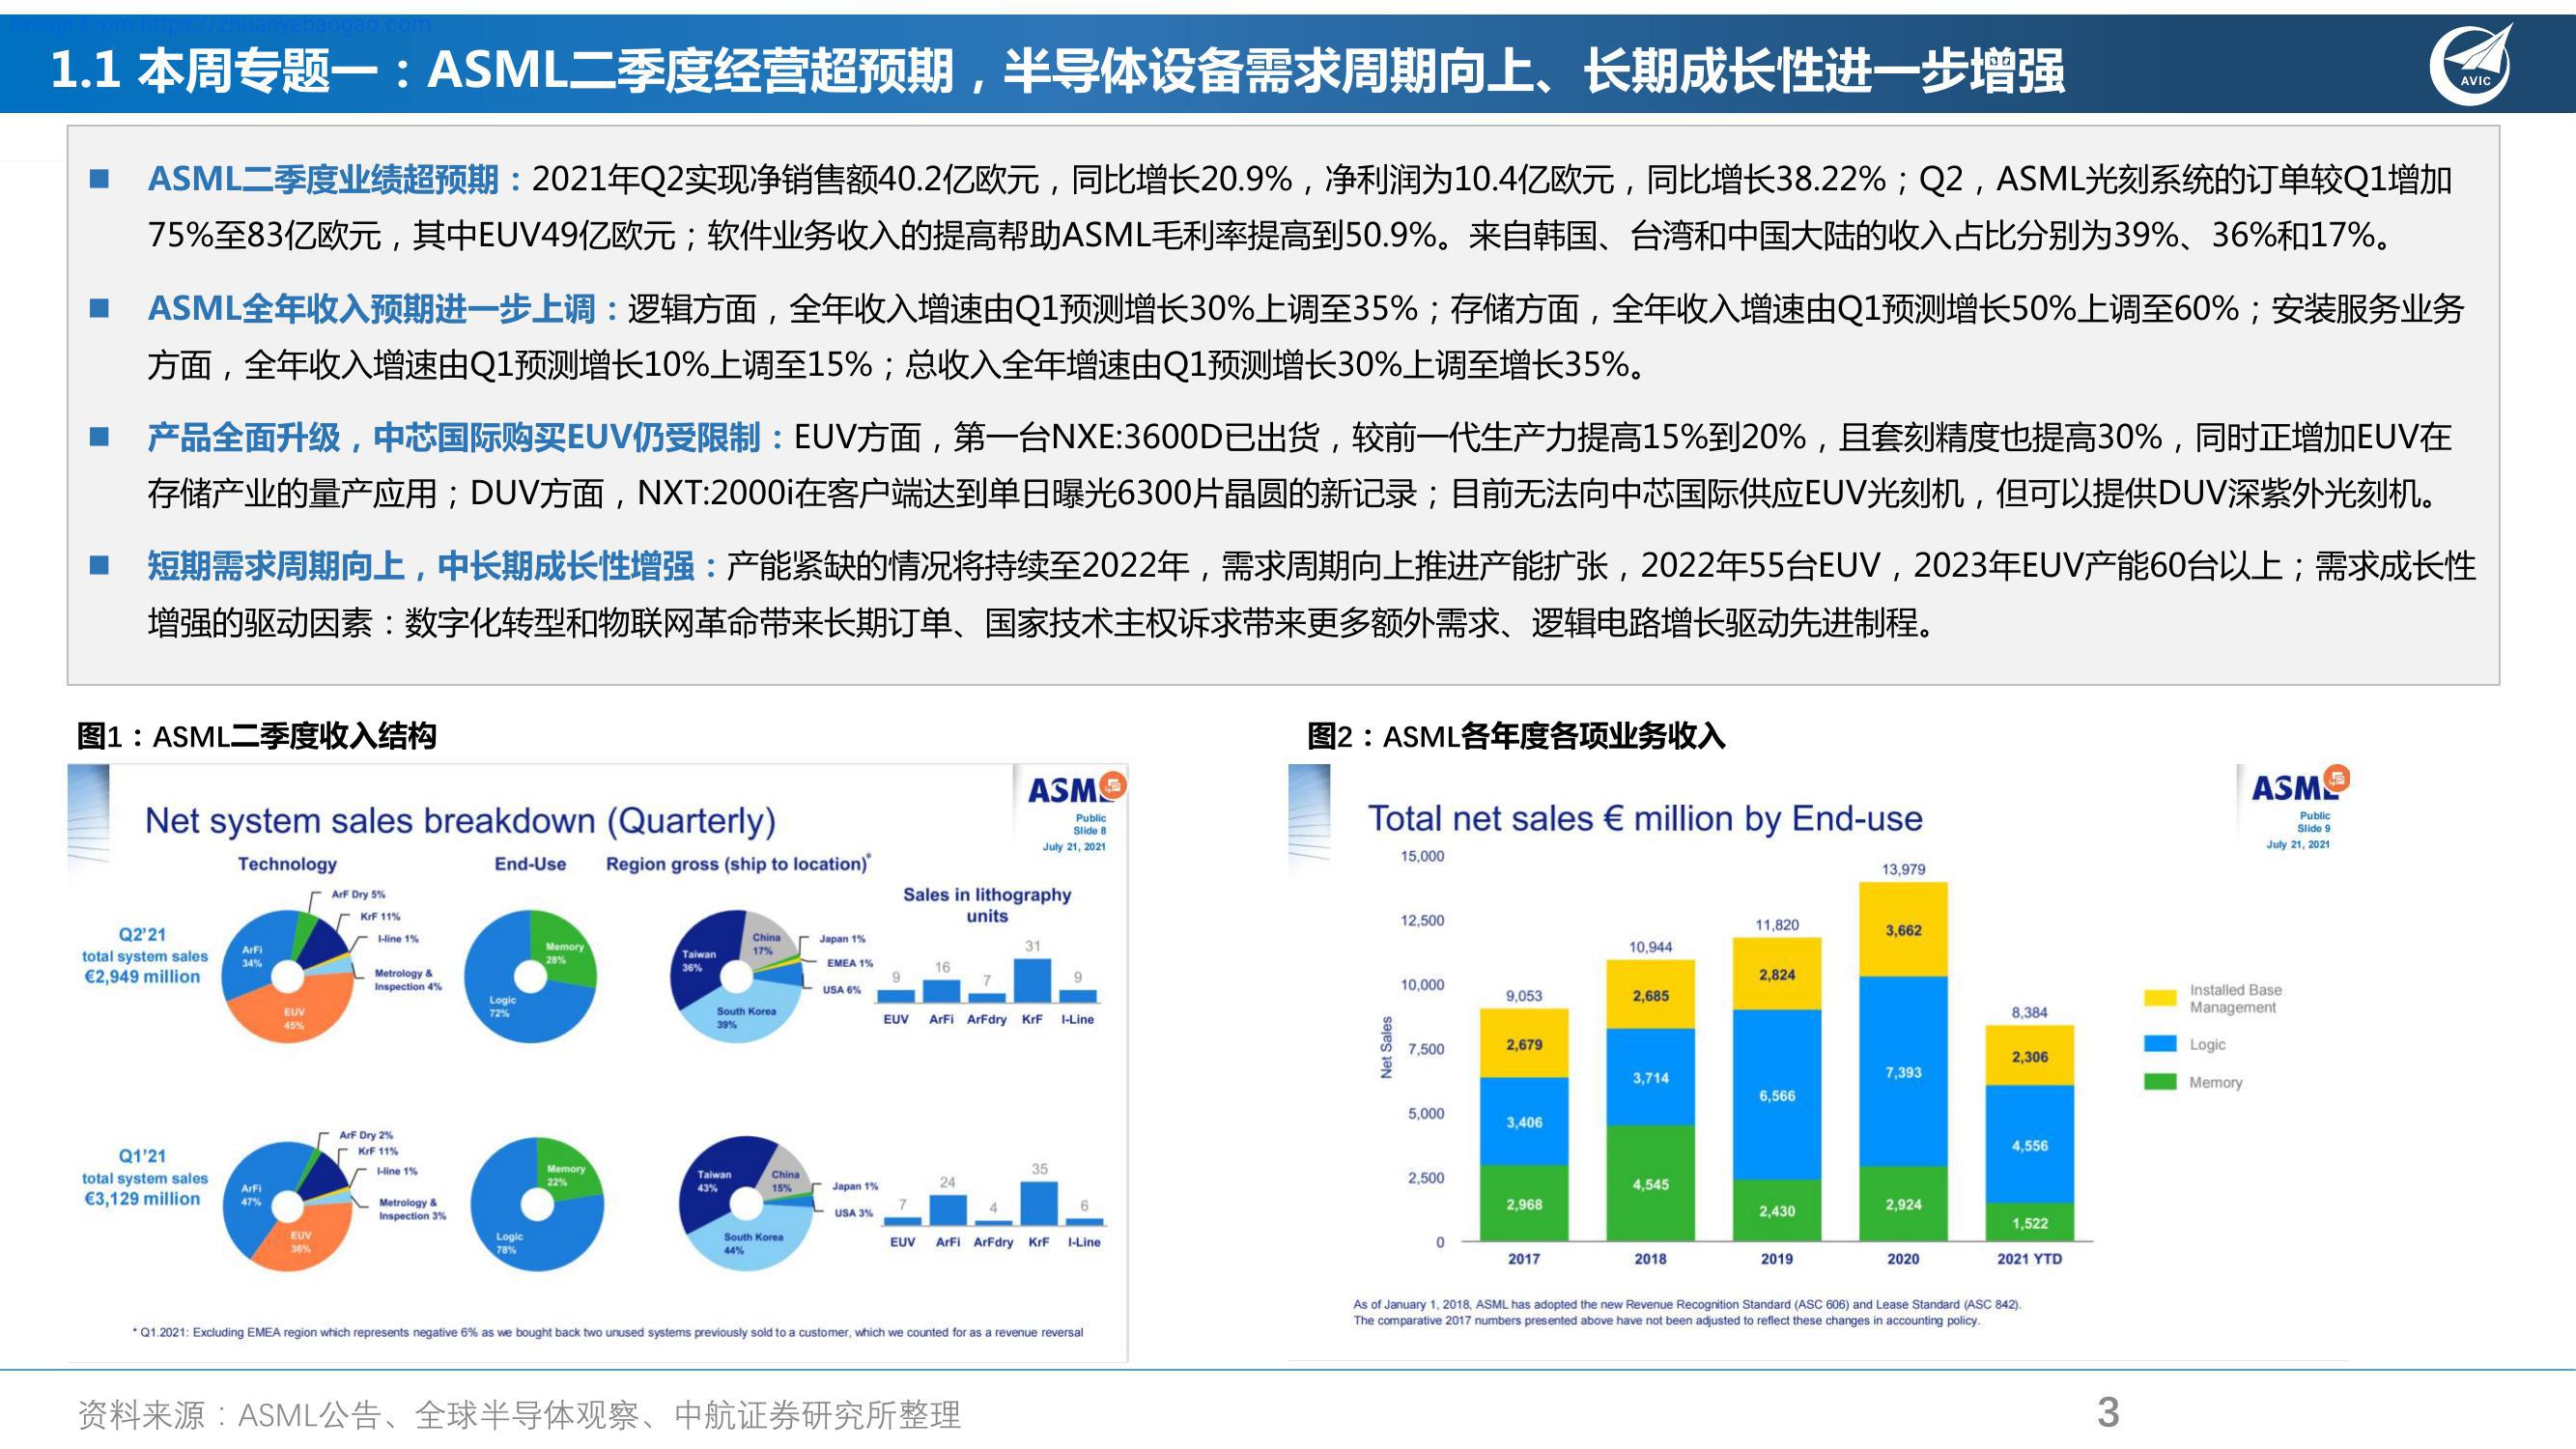 Image From https://zhuanyebaogao.com
1.1 本周专题一：ASML二季度经营超预期，半导体设备需求周期向上、长期成长性进一步增强
AVIC
■ ASML二季度业绩超预期：2021年Q2实现净销售额40.2亿欧元，同比增长20.9%，净利润为10.4亿欧元，同比增长38.22%；Q2，ASML光刻系统的订单较Q1增加
75%至83亿欧元，其中EUV49亿欧元；软件业务收入的提高帮助ASML毛利率提高到50.9%。来自韩国、台湾和中国大陆的收入占比分别为39%、36%和17%。
■ ASML全年收入预期进一步上调：逻辑方面，全年收入增速由Q1预测增长30%上调至35%；存储方面，全年收入增速由Q1预测增长50%上调至60%；安装服务业务
方面，全年收入增速由Q1预测增长10%上调至15%；总收入全年增速由Q1预测增长30%上调至增长35%。
■ 产品全面升级，中芯国际购买EUV仍受限制：EUV方面，第一台NXE:3600D已出货，较前一代生产力提高15%到20%，且套刻精度也提高30%，同时正增加EUV在
存储产业的量产应用；DUV方面，NXT:2000i在客户端达到单日曝光6300片晶圆的新记录；目前无法向中芯国际供应EUV光刻机，但可以提供DUV深紫外光刻机。
■ 短期需求周期向上，中长期成长性增强：产能紧缺的情况将持续至2022年，需求周期向上推进产能扩张，2022年55台EUV，2023年EUV产能60台以上；需求成长性
增强的驱动因素：数字化转型和物联网革命带来长期订单、国家技术主权诉求带来更多额外需求、逻辑电路增长驱动先进制程。
图1：ASML二季度收入结构
ASML
Public
Slide 8
July 21, 2021
Net system sales breakdown (Quarterly)
Technology
End-Use
Region gross (ship to location)*
Sales in lithography
units
Q2'21
total system sales
€2,949 million
ArF Dry 5%
KrF 11%
I-line 1%
Metrology &
Inspection 4%
ArFi
34%
EUV
45%
Memory
28%
Logic
72%
Taiwan
36%
China
17%
Japan 1%
EMEA 1%
USA 6%
South Korea
39%
9 16 7 31 9
EUV ArFi ArFdry KrF I-Line
Q1'21
total system sales
€3,129 million
ArF Dry 2%
KrF 11%
I-line 1%
Metrology &
Inspection 3%
ArFi
47%
EUV
36%
Memory
22%
Logic
78%
Taiwan
43%
China
15%
Japan 1%
USA 3%
South Korea
44%
7 24 4 35 6
EUV ArFi ArFdry KrF I-Line
* Q1.2021: Excluding EMEA region which represents negative 6% as we bought back two unused systems previously sold to a customer, which we counted for as a revenue reversal
图2：ASML各年度各项业务收入
ASML
Public
Slide 9
July 21, 2021
Total net sales € million by End-use
Net Sales
15,000
12,500
10,000
7,500
5,000
2,500
0
9,053
2,679
3,406
2,968
2017
10,944
2,685
3,714
4,545
2018
11,820
2,824
6,566
2,430
2019
13,979
3,662
7,393
2,924
2020
8,384
2,306
4,556
1,522
2021 YTD
Installed Base
Management
Logic
Memory
As of January 1, 2018, ASML has adopted the new Revenue Recognition Standard (ASC 606) and Lease Standard (ASC 842).
The comparative 2017 numbers presented above have not been adjusted to reflect these changes in accounting policy.
资料来源：ASML公告、全球半导体观察、中航证券研究所整理
3